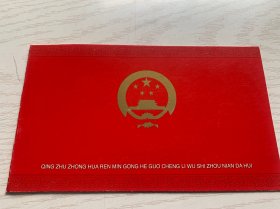 QING ZHU ZHONG HUA REN MIN GONG HE GUO CHENG LI WU SHI ZHOU NIAN DA HUI